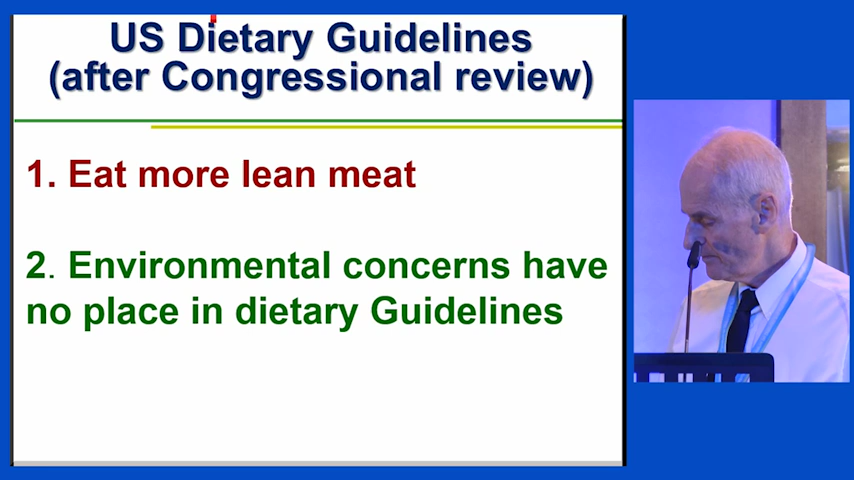 US Dietary Guidelines
(after Congressional review)
1. Eat more lean meat
2. Environmental concerns have
no place in dietary Guidelines